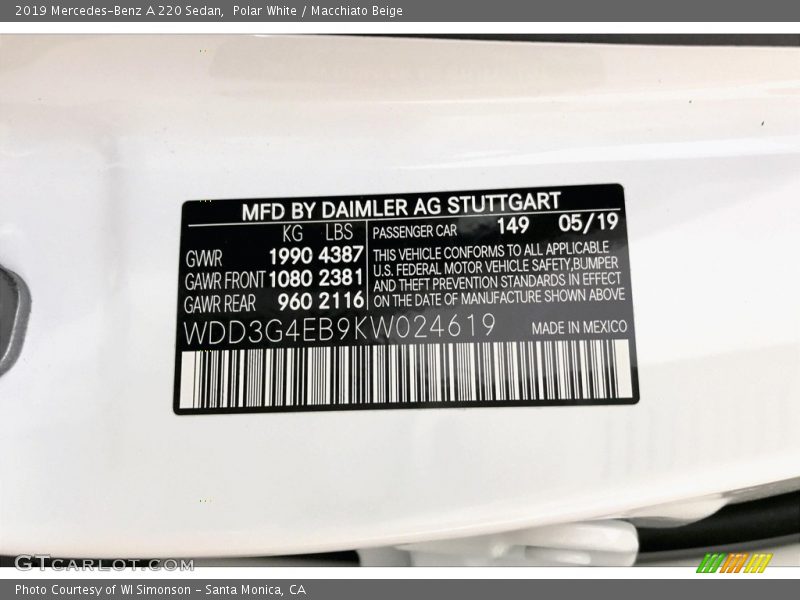 2019 Mercedes-Benz A 220 Sedan,  Polar White / Macchiato Beige
MFD BY DAIMLER AG STUTTGART
KG LBS PASSENGER CAR 149 05/19
GVWR 1990 4387 THIS VEHICLE CONFORMS TO ALL APPLICABLE
GAWR FRONT 1080 2381 U.S. FEDERAL MOTOR VEHICLE SAFETY,BUMPER
AND THEFT PREVENTION STANDARDS IN EFFECT
GAWR REAR 960 2116 ON THE DATE OF MANUFACTURE SHOWN ABOVE
WDD3G4EB9KW024619 MADE IN MEXICO
GTCARLOT.COM
Photo Courtesy of WI Simonson - Santa Monica, CA